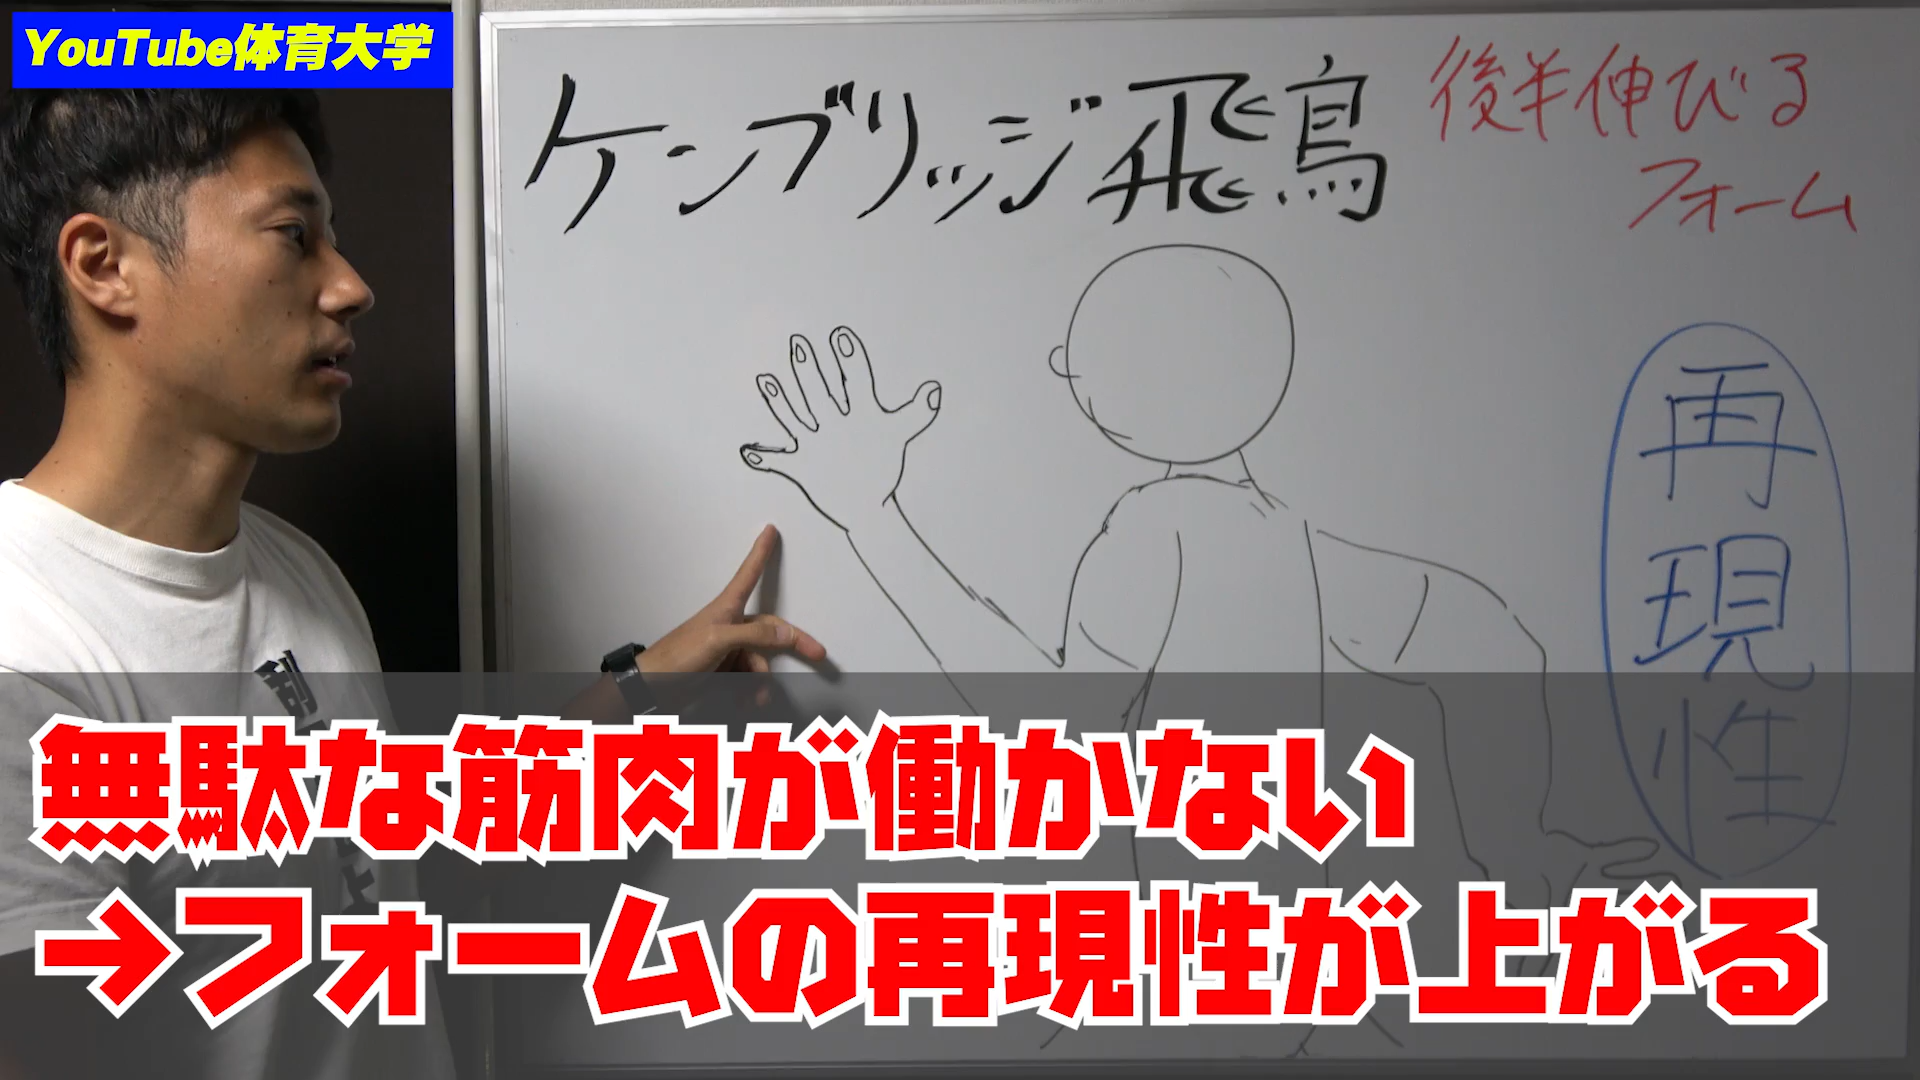 YouTube体育大学
ケンブリッジ飛鳥
後半伸びる
フォーム
再現性
無駄な筋肉が働かない
→フォームの再現性が上がる